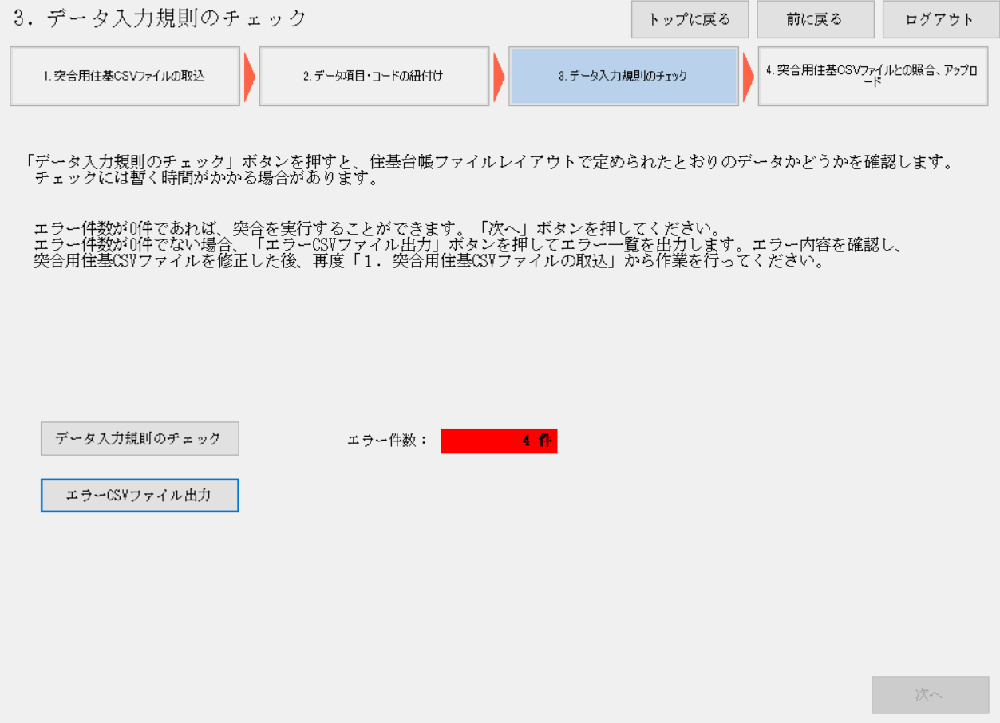 3. データ入力規則のチェック
トップに戻る
前に戻る
ログアウト
1.突合用住基CSVファイルの取込
2.データ項目・コードの紐付け
3.データ入力規則のチェック
4.突合用住基CSVファイルとの照合、アップロ
ード
「データ入力規則のチェック」ボタンを押すと、住基台帳ファイルレイアウトで定められたとおりのデータかどうかを確認します。
チェックには暫く時間がかかる場合があります。
エラー件数が0件であれば、突合を実行することができます。「次へ」ボタンを押してください。
エラー件数が0件でない場合、「エラーCSVファイル出力」ボタンを押してエラー一覧を出力します。エラー内容を確認し、
突合用住基CSVファイルを修正した後、再度「1．突合用住基CSVファイルの取込」から作業を行ってください。
データ入力規則のチェック
エラー件数：
4 件
エラーCSVファイル出力
次へ